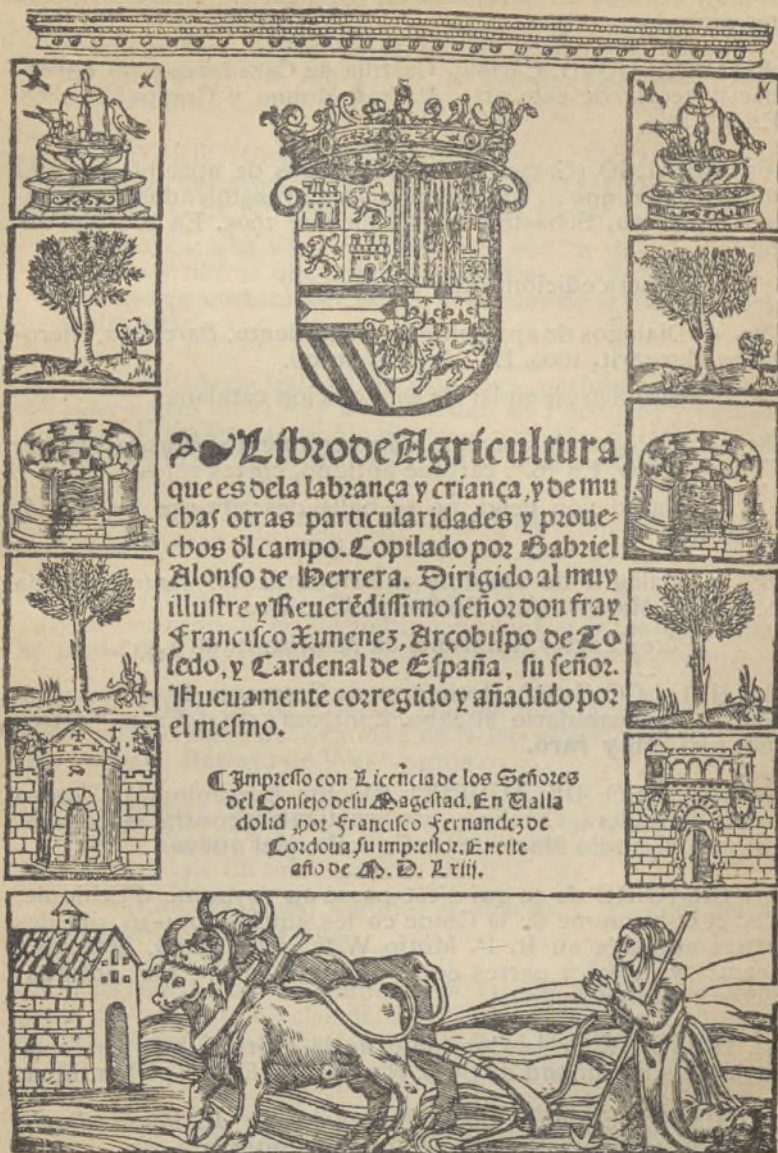 Libro de Agricultura
que es dela labrança y criança, y de mu
chas otras particularidades y proue-
chos dl campo. Copilado por Gabriel
Alonso de Herrera. Dirigido al muy
illustre y Reuerẽdissimo señor don fray
Francisco Ximenez, Arçobispo de To
ledo, y Cardenal de España, su señor.
Nueuamente corregido y añadido por
el mesmo.
Impresso con Licencia de los Señores
del Consejo desu Magestad. En Valla
dolid, por Francisco Fernandez de
Cordoua su impressor. En este
año de M. D. Lxiij.